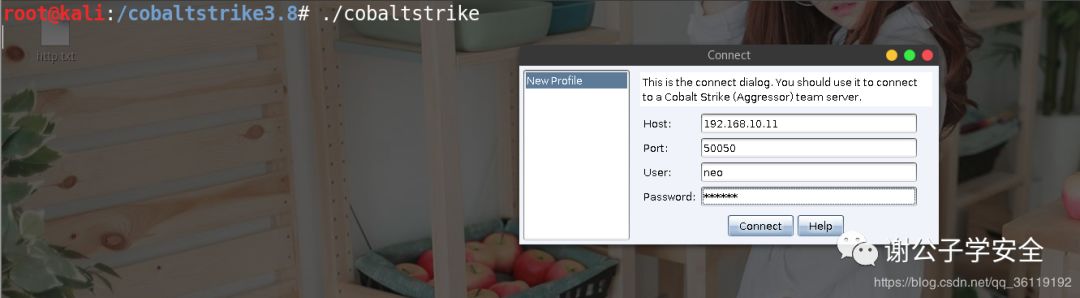 root@kali:/cobaltstrike3.8# ./cobaltstrike
http.txt
Connect
New Profile
This is the connect dialog. You should use it to connect
to a Cobalt Strike (Aggressor) team server.
Host: 192.168.10.11
Port: 50050
User: neo
Password: ******
Connect Help
谢公子学安全
https://blog.csdn.net/qq_36119192